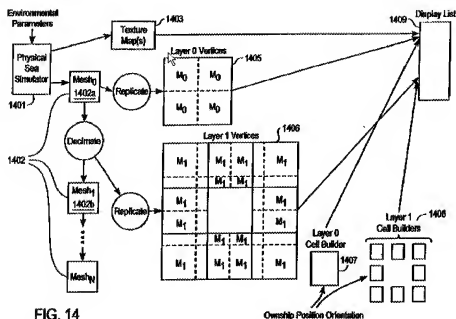 Environmental
Parameters
Physical
Sea
Simulator
1401
Texture
Map(s)
1403
Display List
1409
Mesh0
1402a
Replicate
Layer 0 Vertices
1405
M0 M0
M0 M0
1402
Decimate
Mesh1
1402b
Replicate
Layer 1 Vertices
1406
M1 M1 M1 M1
M1 M1
M1 M1
M1 M1
M1 M1
M1 M1 M1 M1
MeshN
Layer 0
Cell Builder
1407
Layer 1
Cell Builders
1408
Ownship Position Orientation
FIG. 14